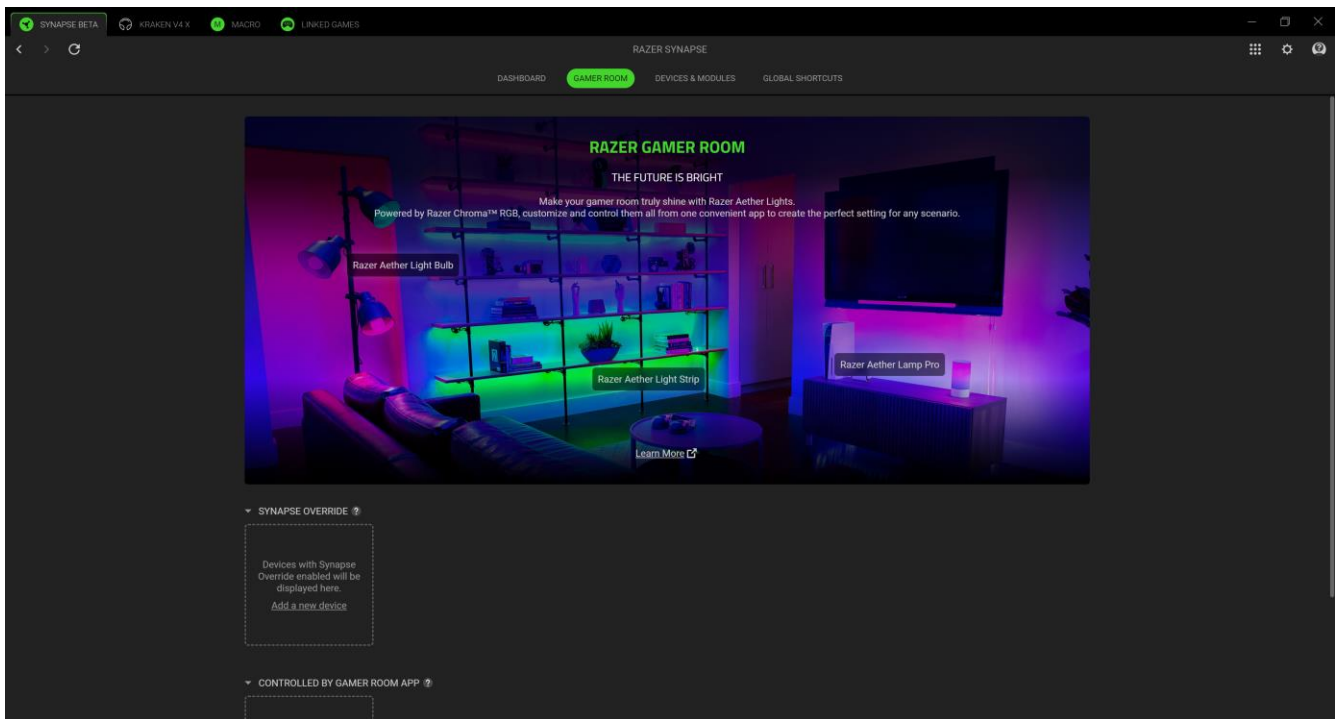 SYNAPSE BETA
KRAKEN V4 X
M
MACRO
LINKED GAMES
RAZER SYNAPSE
DASHBOARD
GAMER ROOM
DEVICES & MODULES
GLOBAL SHORTCUTS
RAZER GAMER ROOM
THE FUTURE IS BRIGHT
Make your gamer room truly shine with Razer Aether Lights.
Powered by Razer Chroma™ RGB, customize and control them all from one convenient app to create the perfect setting for any scenario.
Razer Aether Light Bulb
Razer Aether Lamp Pro
Razer Aether Light Strip
Learn More
SYNAPSE OVERRIDE ?
Devices with Synapse
Override enabled will be
displayed here.
Add a new device
CONTROLLED BY GAMER ROOM APP ?